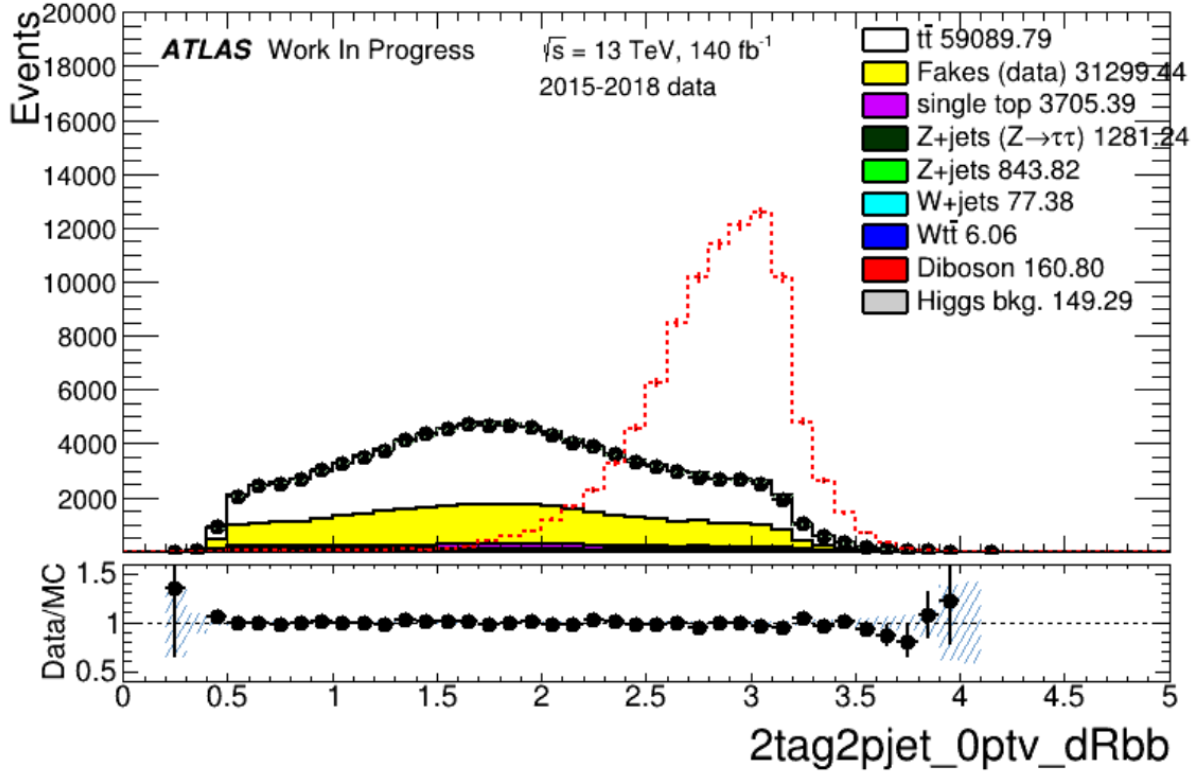 Events
20000
18000
16000
14000
12000
10000
8000
6000
4000
2000
ATLAS Work In Progress
√s = 13 TeV, 140 fb⁻¹
2015-2018 data
tt̄ 59089.79
Fakes (data) 31299.44
single top 3705.39
Z+jets (Z→ττ) 1281.24
Z+jets 843.82
W+jets 77.38
Wtt̄ 6.06
Diboson 160.80
Higgs bkg. 149.29
Data/MC
1.5
1
0.5
0 0.5 1 1.5 2 2.5 3 3.5 4 4.5 5
2tag2pjet_0ptv_dRbb